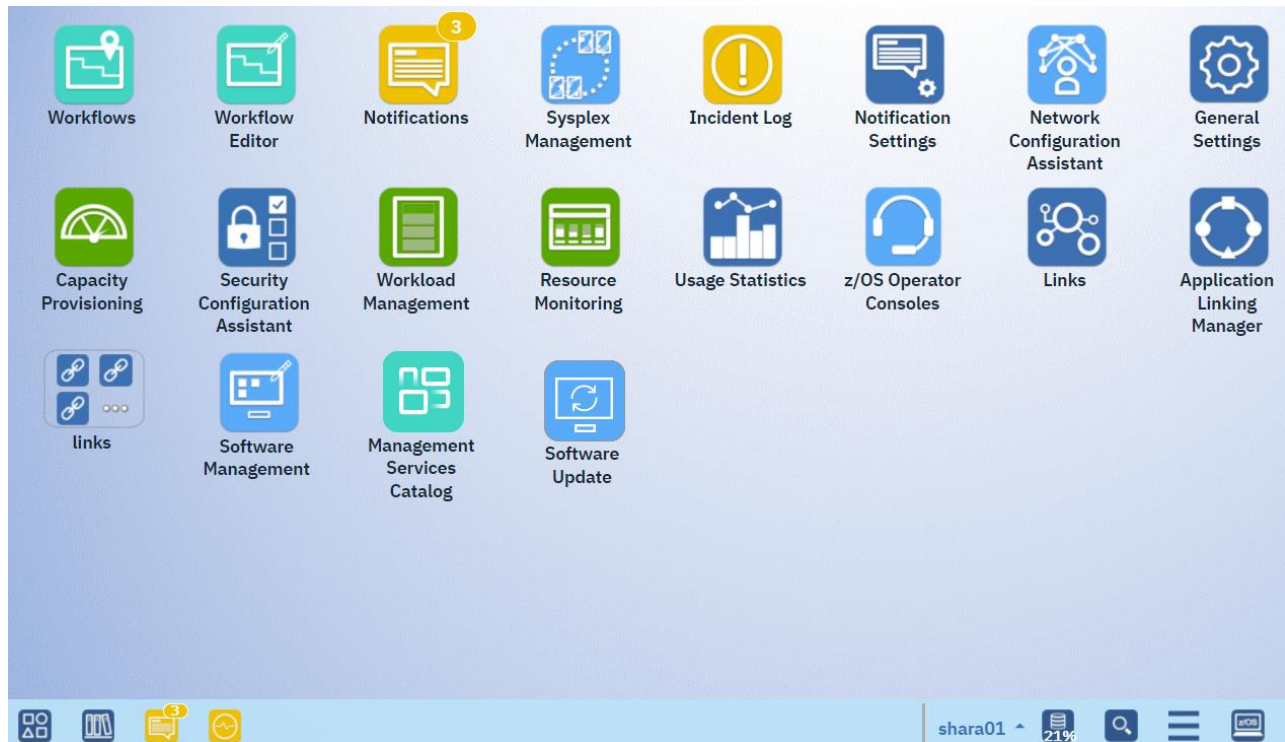 3
Workflows
Workflow
Editor
Notifications
Sysplex
Management
Incident Log
Notification
Settings
Network
Configuration
Assistant
General
Settings
Capacity
Provisioning
Security
Configuration
Assistant
Workload
Management
Resource
Monitoring
Usage Statistics
z/OS Operator
Consoles
Links
Application
Linking
Manager
links
Software
Management
Management
Services
Catalog
Software
Update
3
shara01
21%
z/OS